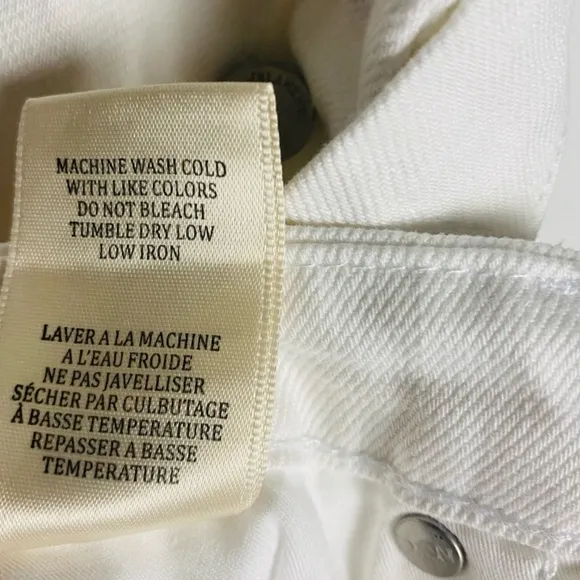 MACHINE WASH COLD
WITH LIKE COLORS
DO NOT BLEACH
TUMBLE DRY LOW
LOW IRON
LAVER A LA MACHINE
A L'EAU FROIDE
NE PAS JAVELLISER
SÉCHER PAR CULBUTAGE
À BASSE TEMPERATURE
REPASSER A BASSE
TEMPERATURE